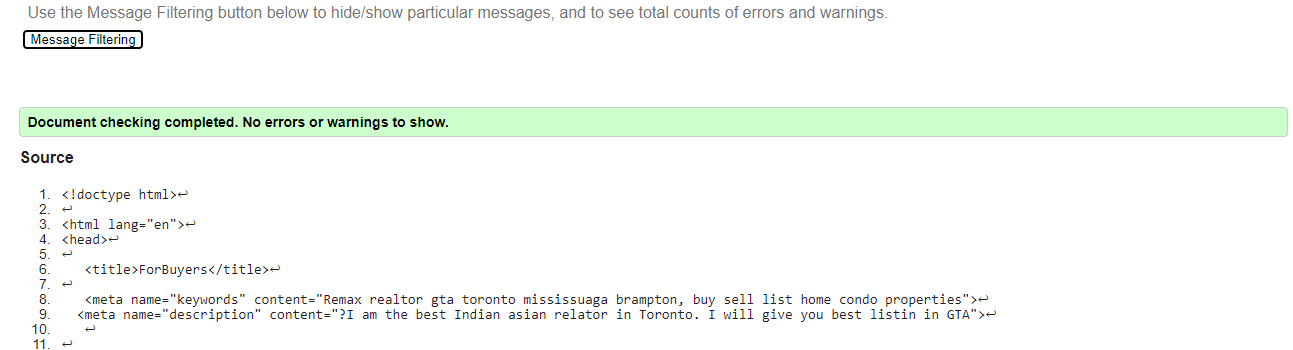 Use the Message Filtering button below to hide/show particular messages, and to see total counts of errors and warnings.
Message Filtering
Document checking completed. No errors or warnings to show.
Source
1. <!doctype html>↩
2. ↩
3. <html lang="en">↩
4. <head>↩
5. ↩
6. <title>ForBuyers</title>↩
7. ↩
8. <meta name="keywords" content="Remax realtor gta toronto mississuaga brampton, buy sell list home condo properties">↩
9. <meta name="description" content="?I am the best Indian asian relator in Toronto. I will give you best listin in GTA">↩
10. ↩
11. ↩